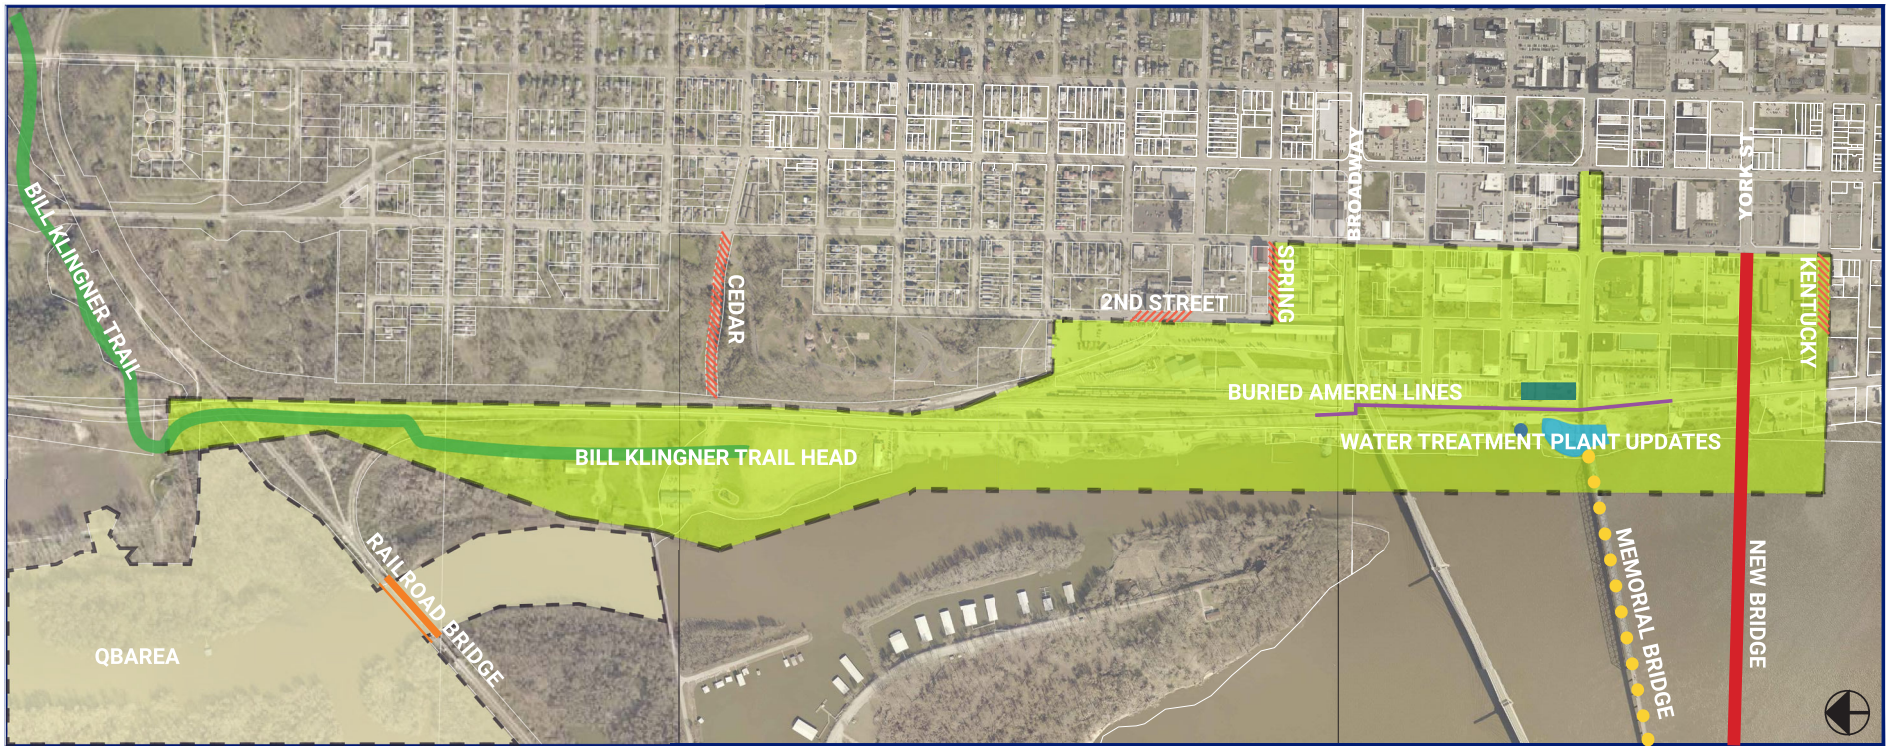 BILL KLINGNER TRAIL
CEDAR
2ND STREET
SPRING
BROADWAY
YORK ST
KENTUCKY
BURIED AMEREN LINES
WATER TREATMENT PLANT UPDATES
BILL KLINGNER TRAIL HEAD
RAILROAD BRIDGE
QBAREA
MEMORIAL BRIDGE
NEW BRIDGE